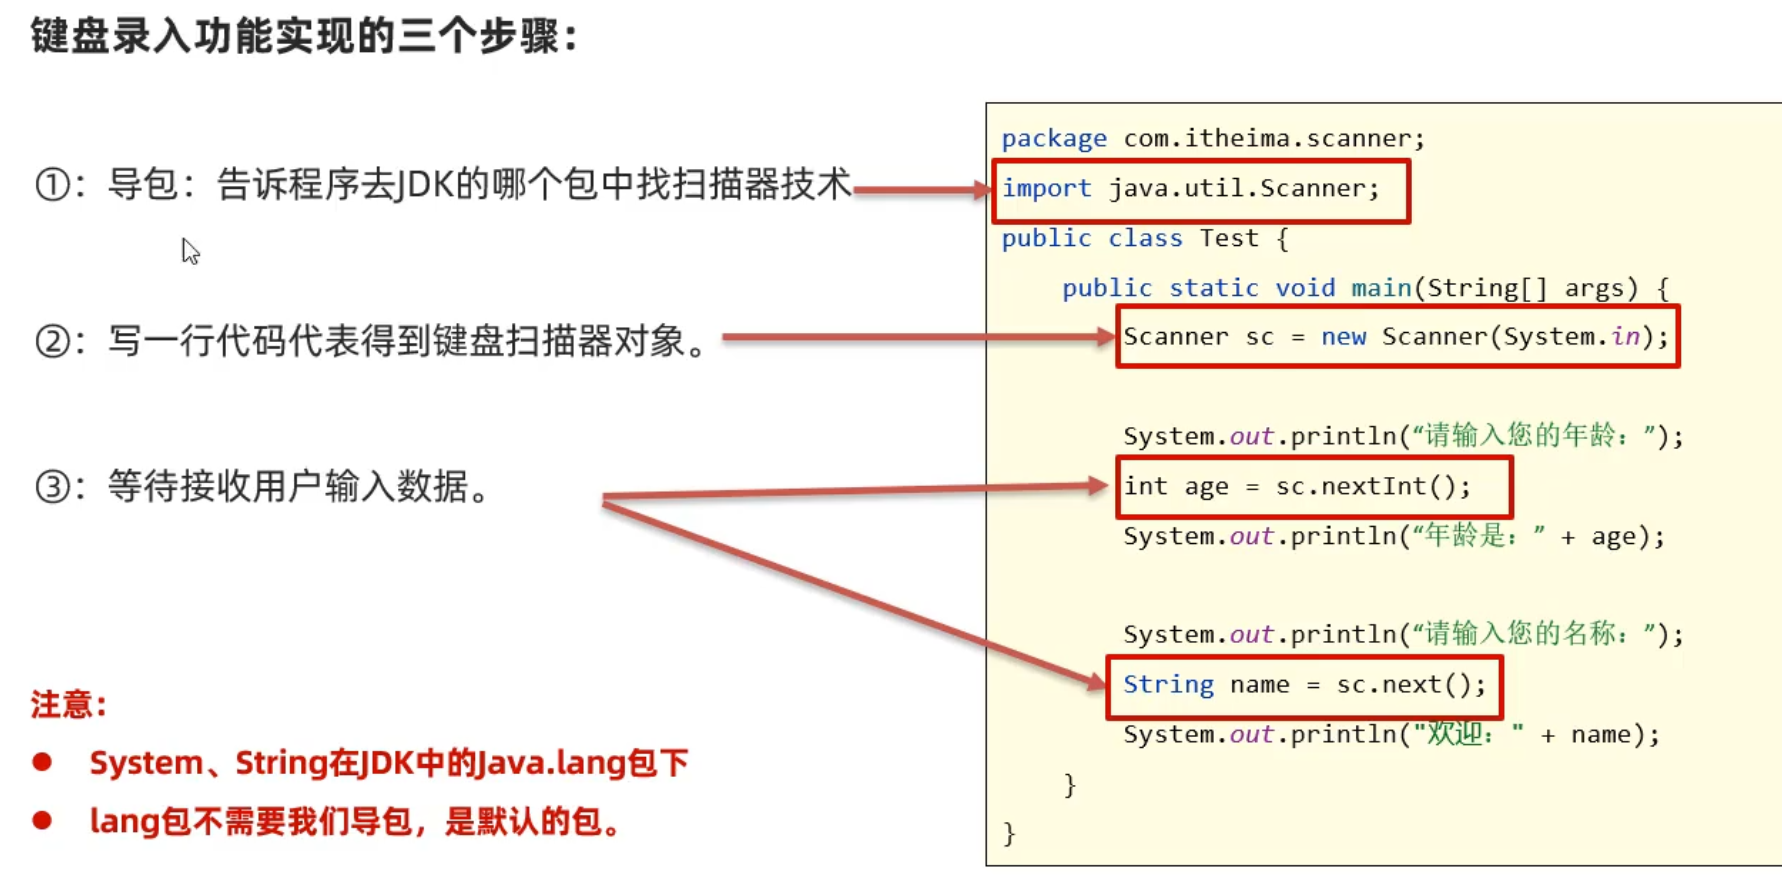 键盘录入功能实现的三个步骤：
①：导包：告诉程序去JDK的哪个包中找扫描器技术
②：写一行代码代表得到键盘扫描器对象。
③：等待接收用户输入数据。
注意：
● System、String在JDK中的Java.lang包下
● lang包不需要我们导包，是默认的包。
package com.itheima.scanner;
import java.util.Scanner;
public class Test {
    public static void main(String[] args) {
        Scanner sc = new Scanner(System.in);
        System.out.println(“请输入您的年龄：”);
        int age = sc.nextInt();
        System.out.println(“年龄是：” + age);
        System.out.println(“请输入您的名称：”);
        String name = sc.next();
        System.out.println("欢迎：" + name);
    }
}